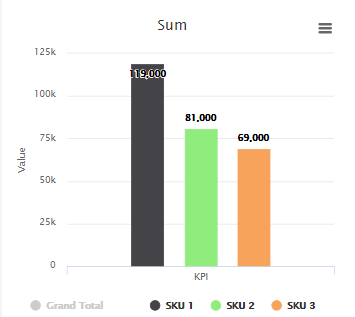 Sum
125k
100k
75k
50k
25k
0
Value
119,000
81,000
69,000
KPI
Grand Total SKU 1 SKU 2 SKU 3